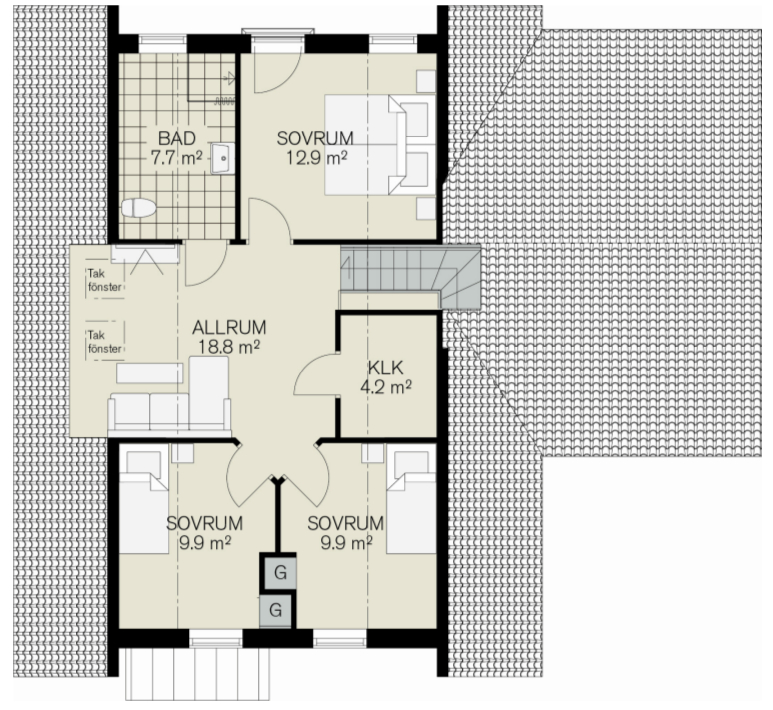 BAD
7.7 m²
SOVRUM
12.9 m²
Tak
fönster
Tak
fönster
ALLRUM
18.8 m²
KLK
4.2 m²
SOVRUM
9.9 m²
SOVRUM
9.9 m²
G
G